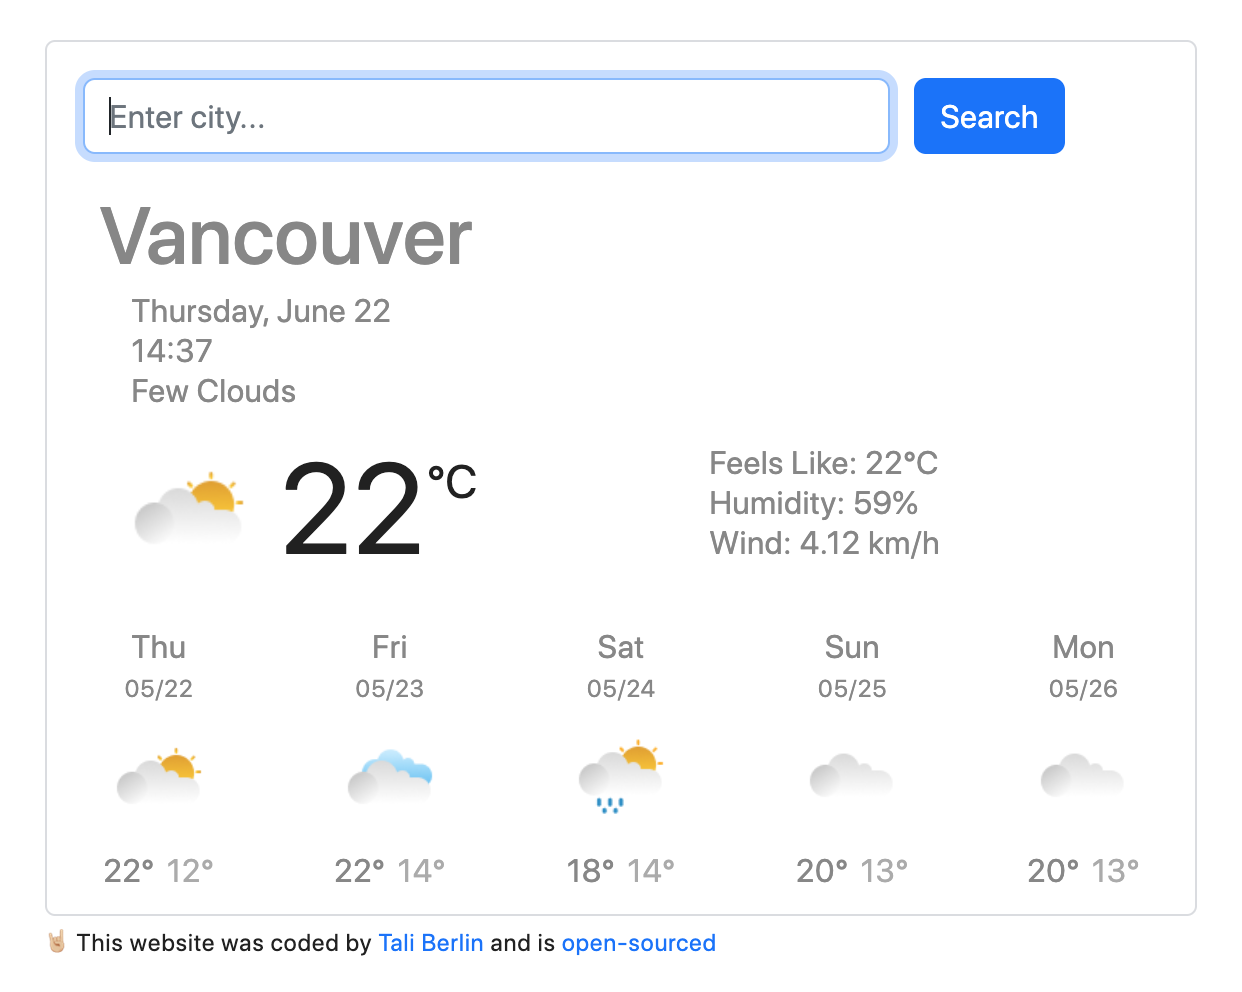 Enter city...
Search
Vancouver
Thursday, June 22
14:37
Few Clouds
22°C
Feels Like: 22°C
Humidity: 59%
Wind: 4.12 km/h
Thu Fri Sat Sun Mon
05/22 05/23 05/24 05/25 05/26
22° 12° 22° 14° 18° 14° 20° 13° 20° 13°
🤘🏼 This website was coded by Tali Berlin and is open-sourced